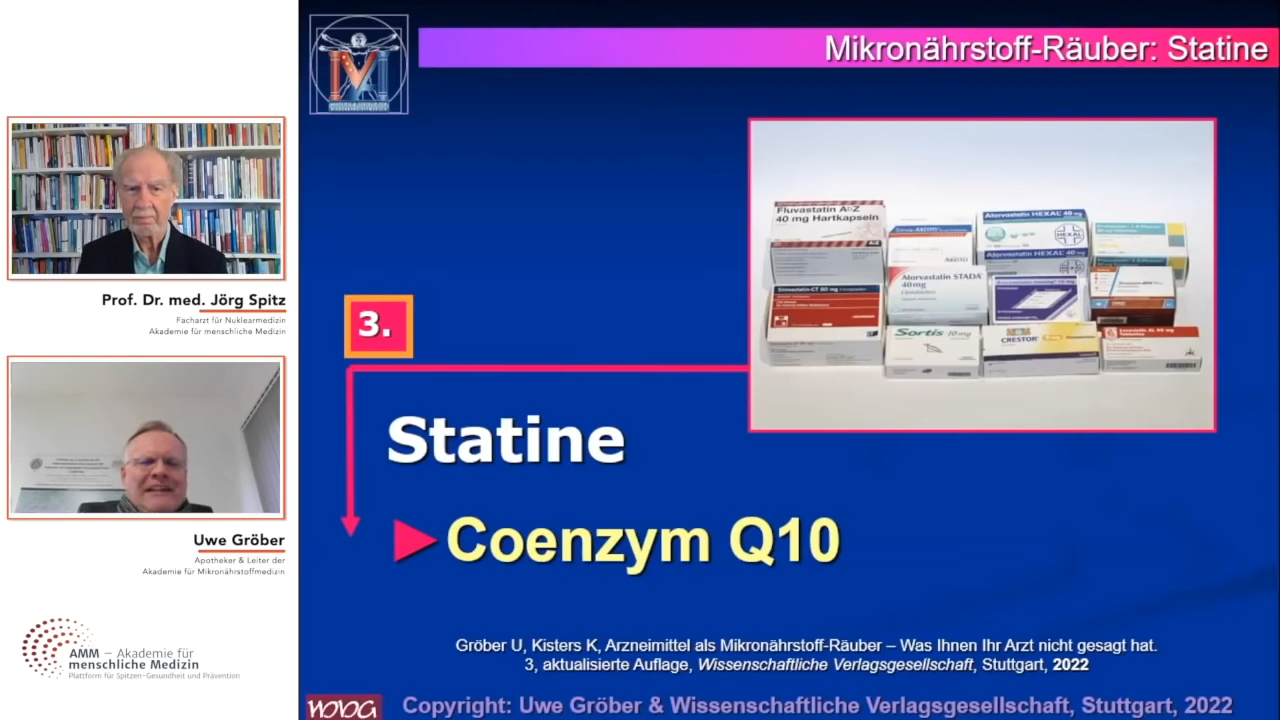 Mikronährstoff-Räuber: Statine
Prof. Dr. med. Jörg Spitz
Facharzt für Nuklearmedizin
Akademie für menschliche Medizin
Uwe Gröber
Apotheker & Leiter der
Akademie für Mikronährstoffmedizin
AMM – Akademie für
menschliche Medizin
Plattform für Spitzen-Gesundheit und Prävention
Fluvastatin
40 mg Hartkapseln
Atorvastatin HEXAL 40 mg
HEXAL
Atorvastatin HEXAL 40 mg
Atorvastatin STADA
40 mg
Simvastatin-CT
Sortis 10 mg
CRESTOR
3.
Statine
Coenzym Q10
Gröber U, Kisters K, Arzneimittel als Mikronährstoff-Räuber – Was Ihnen Ihr Arzt nicht gesagt hat.
3, aktualisierte Auflage, Wissenschaftliche Verlagsgesellschaft, Stuttgart, 2022
Copyright: Uwe Gröber & Wissenschaftliche Verlagsgesellschaft, Stuttgart, 2022